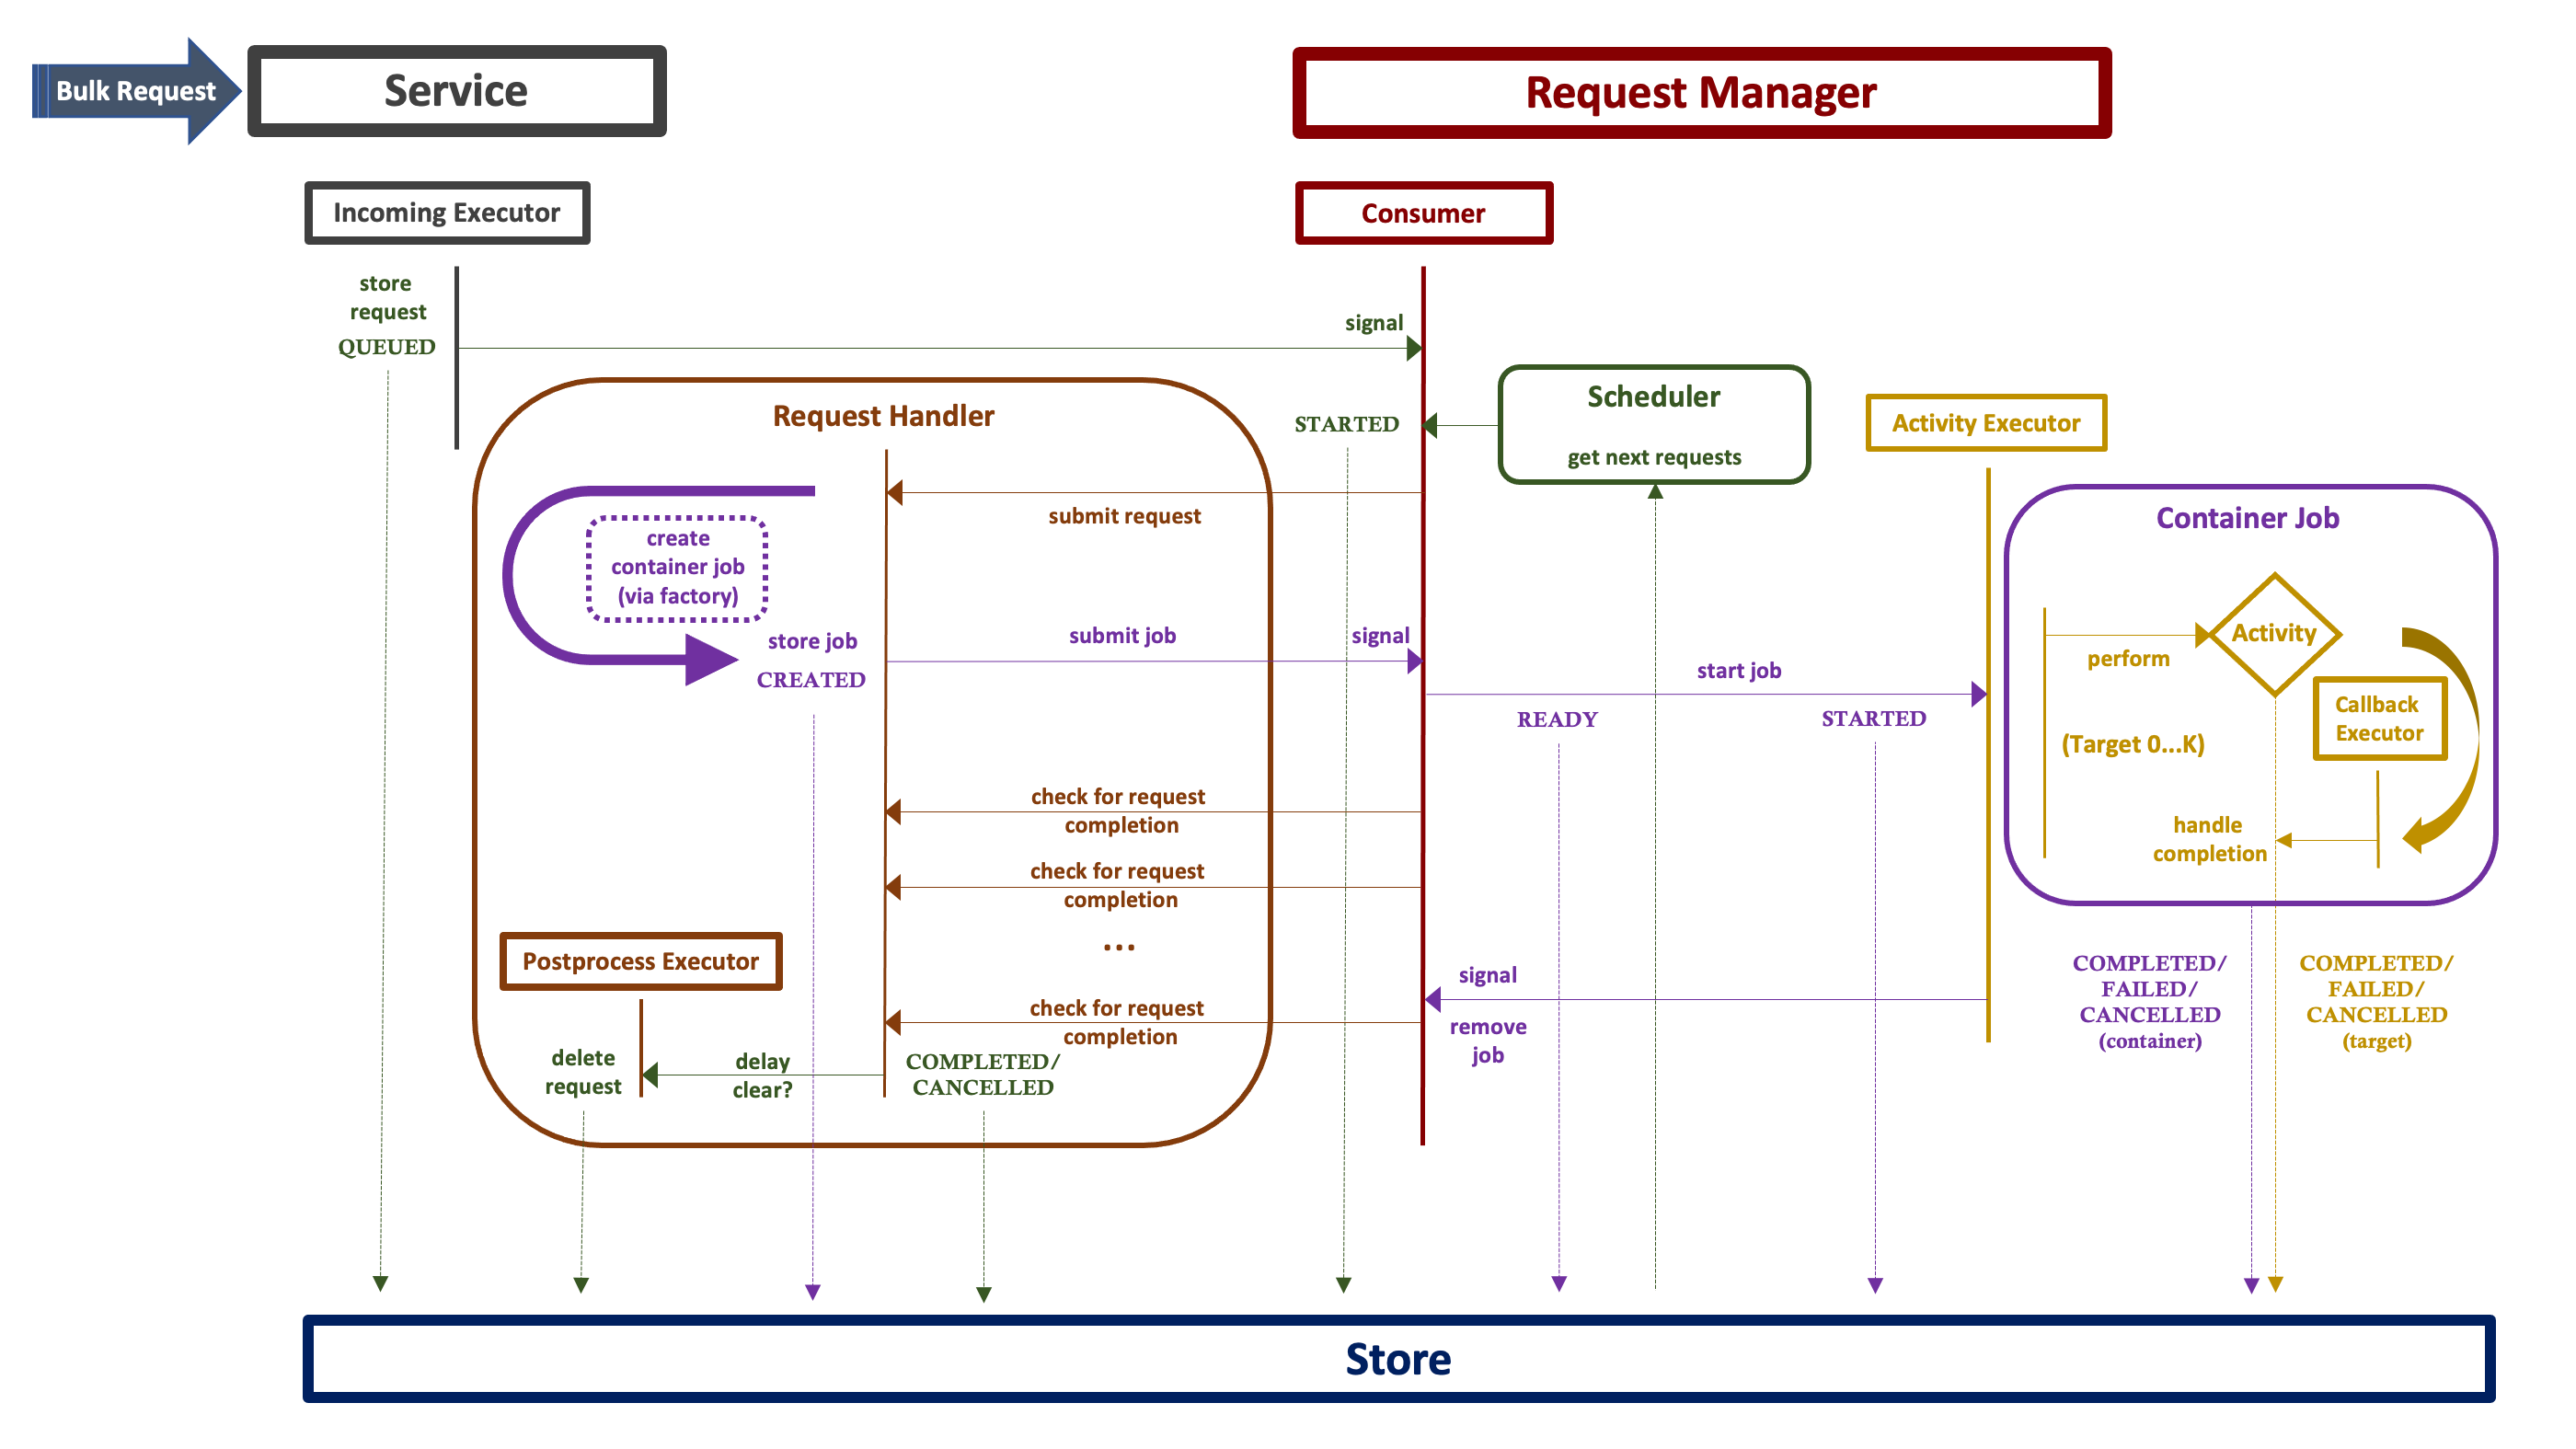 Bulk Request
Service
Request Manager
Incoming Executor
Consumer
store
request
QUEUED
signal
Request Handler
STARTED
Scheduler
get next requests
Activity Executor
submit request
Container Job
create
container job
(via factory)
store job
CREATED
submit job
signal
start job
READY
STARTED
Activity
perform
Callback
Executor
(Target 0...K)
handle
completion
check for request
completion
check for request
completion
...
Postprocess Executor
signal
remove
job
check for request
completion
delete
request
delay
clear?
COMPLETED/
CANCELLED
COMPLETED/
FAILED/
CANCELLED
(container)
COMPLETED/
FAILED/
CANCELLED
(target)
Store